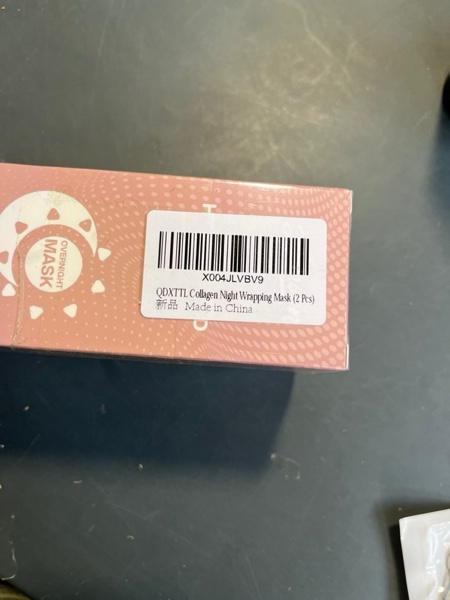 OVERNIGHT
MASK
X004JLVBV9
QDXTTL Collagen Night Wrapping Mask (2 Pcs)
新品 Made in China